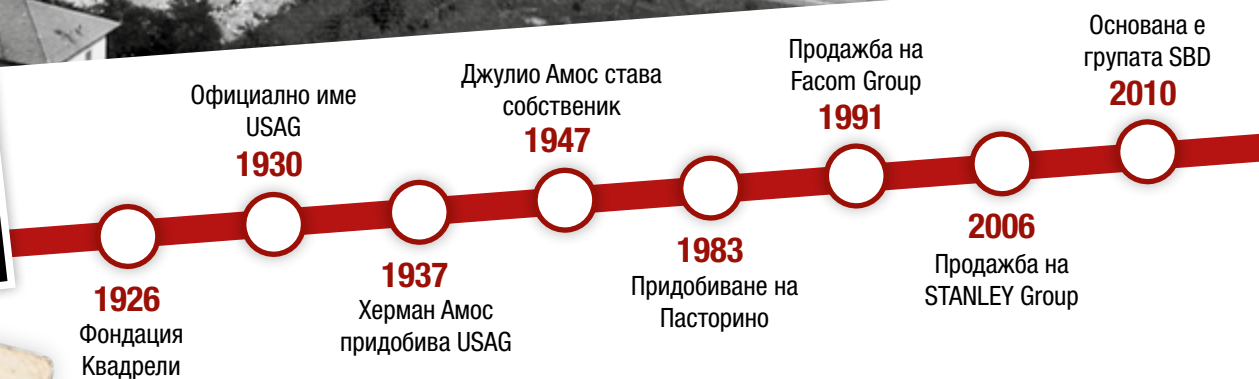 1926
Фондация
Квадрели
Официално име
USAG
1930
1937
Херман Амос
придобива USAG
Джулио Амос става
собственик
1947
1983
Придобиване на
Пасторино
Продажба на
Facom Group
1991
2006
Продажба на
STANLEY Group
Основана е
групата SBD
2010